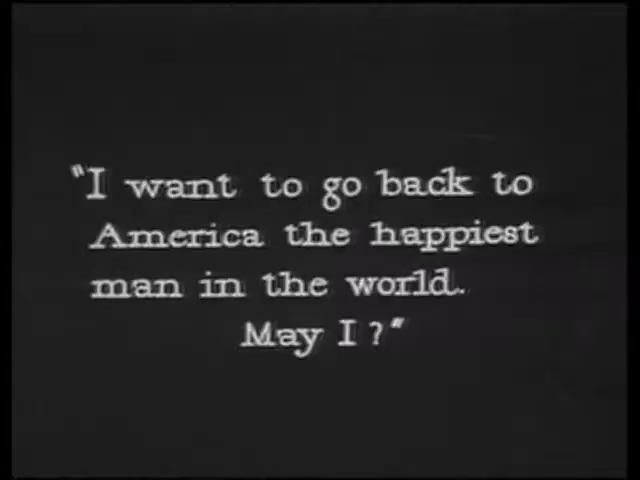 "I want to go back to
America the happiest
man in the world.
May I?"